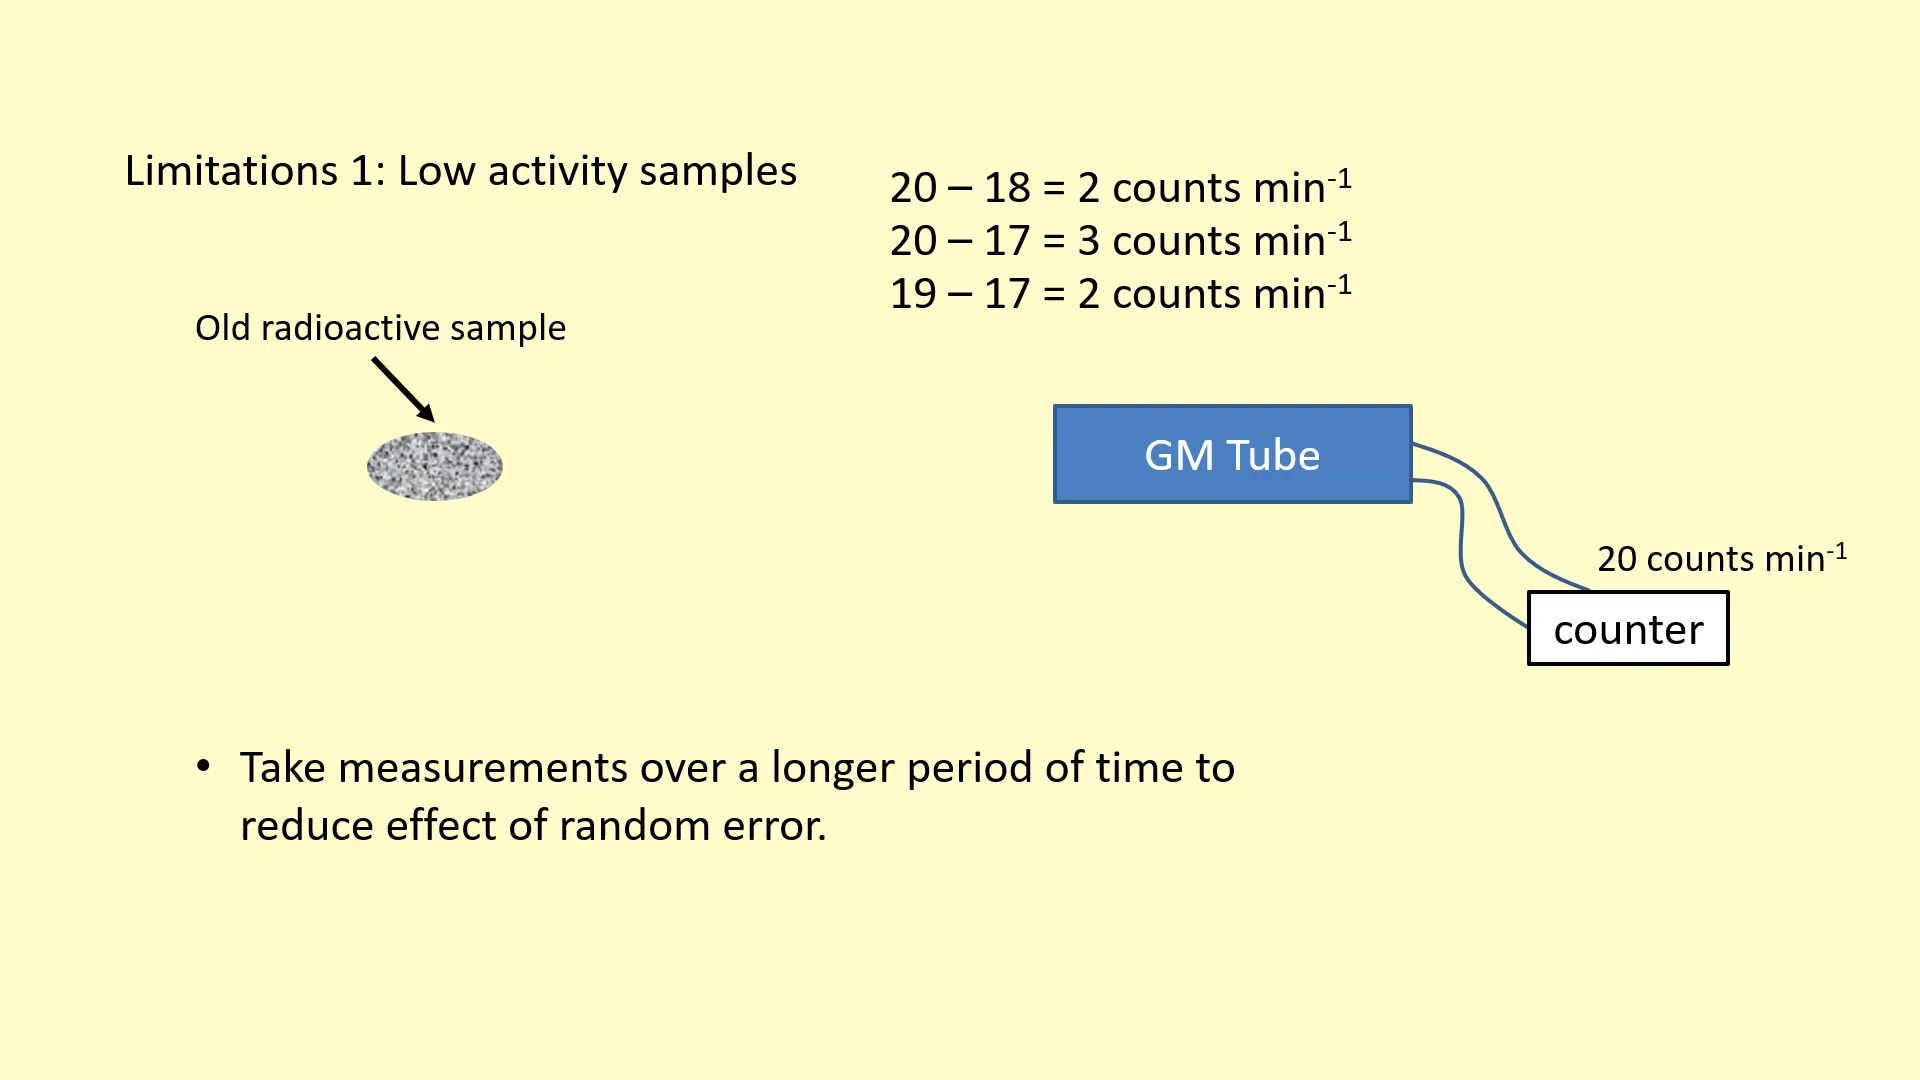 Limitations 1: Low activity samples
20 – 18 = 2 counts min⁻¹
20 – 17 = 3 counts min⁻¹
19 – 17 = 2 counts min⁻¹
Old radioactive sample
GM Tube
20 counts min⁻¹
counter
• Take measurements over a longer period of time to
reduce effect of random error.